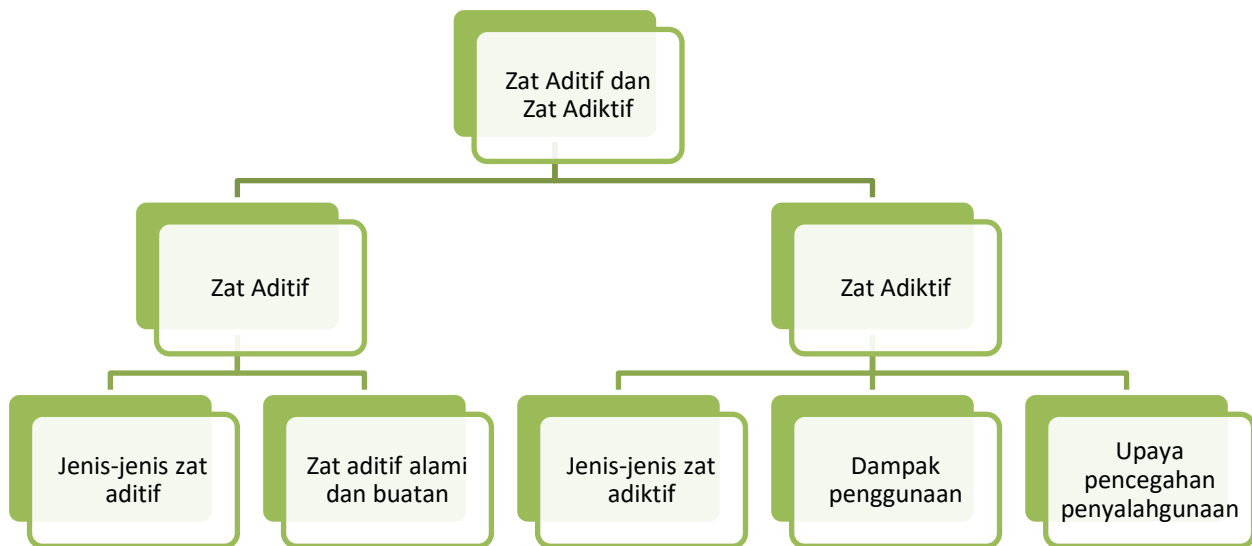 Zat Aditif dan
Zat Adiktif
Zat Aditif
Zat Adiktif
Jenis-jenis zat
aditif
Zat aditif alami
dan buatan
Jenis-jenis zat
adiktif
Dampak
penggunaan
Upaya
pencegahan
penyalahgunaan